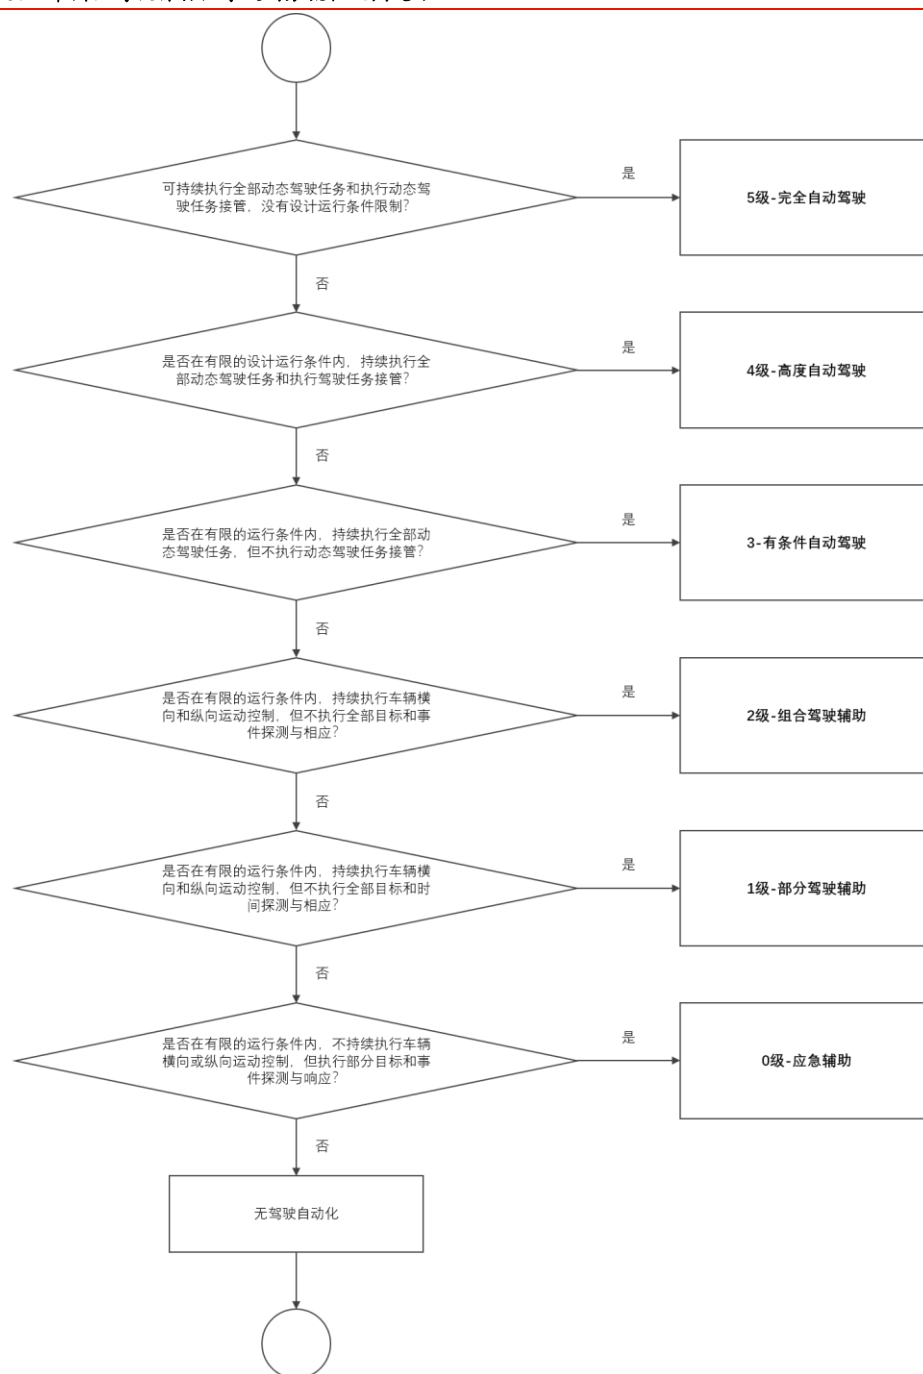 可持续执行全部动态驾驶任务和执行动态驾
驶任务接管，没有设计运行条件限制？
是
5级-完全自动驾驶
否
是否在有限的设计运行条件内，持续执行全
部动态驾驶任务和执行驾驶任务接管？
是
4级-高度自动驾驶
否
是否在有限的运行条件内，持续执行全部动
态驾驶任务，但不执行动态驾驶任务接管？
是
3-有条件自动驾驶
否
是否在有限的运行条件内，持续执行车辆横
向和纵向运动控制，但不执行全部目标和事
件探测与相应？
是
2级-组合驾驶辅助
否
是否在有限的运行条件内，持续执行车辆横
向和纵向运动控制，但不执行全部目标和时
间探测与相应？
是
1级-部分驾驶辅助
否
是否在有限的运行条件内，不持续执行车辆
横向或纵向运动控制，但执行部分目标和事
件探测与响应？
是
0级-应急辅助
否
无驾驶自动化